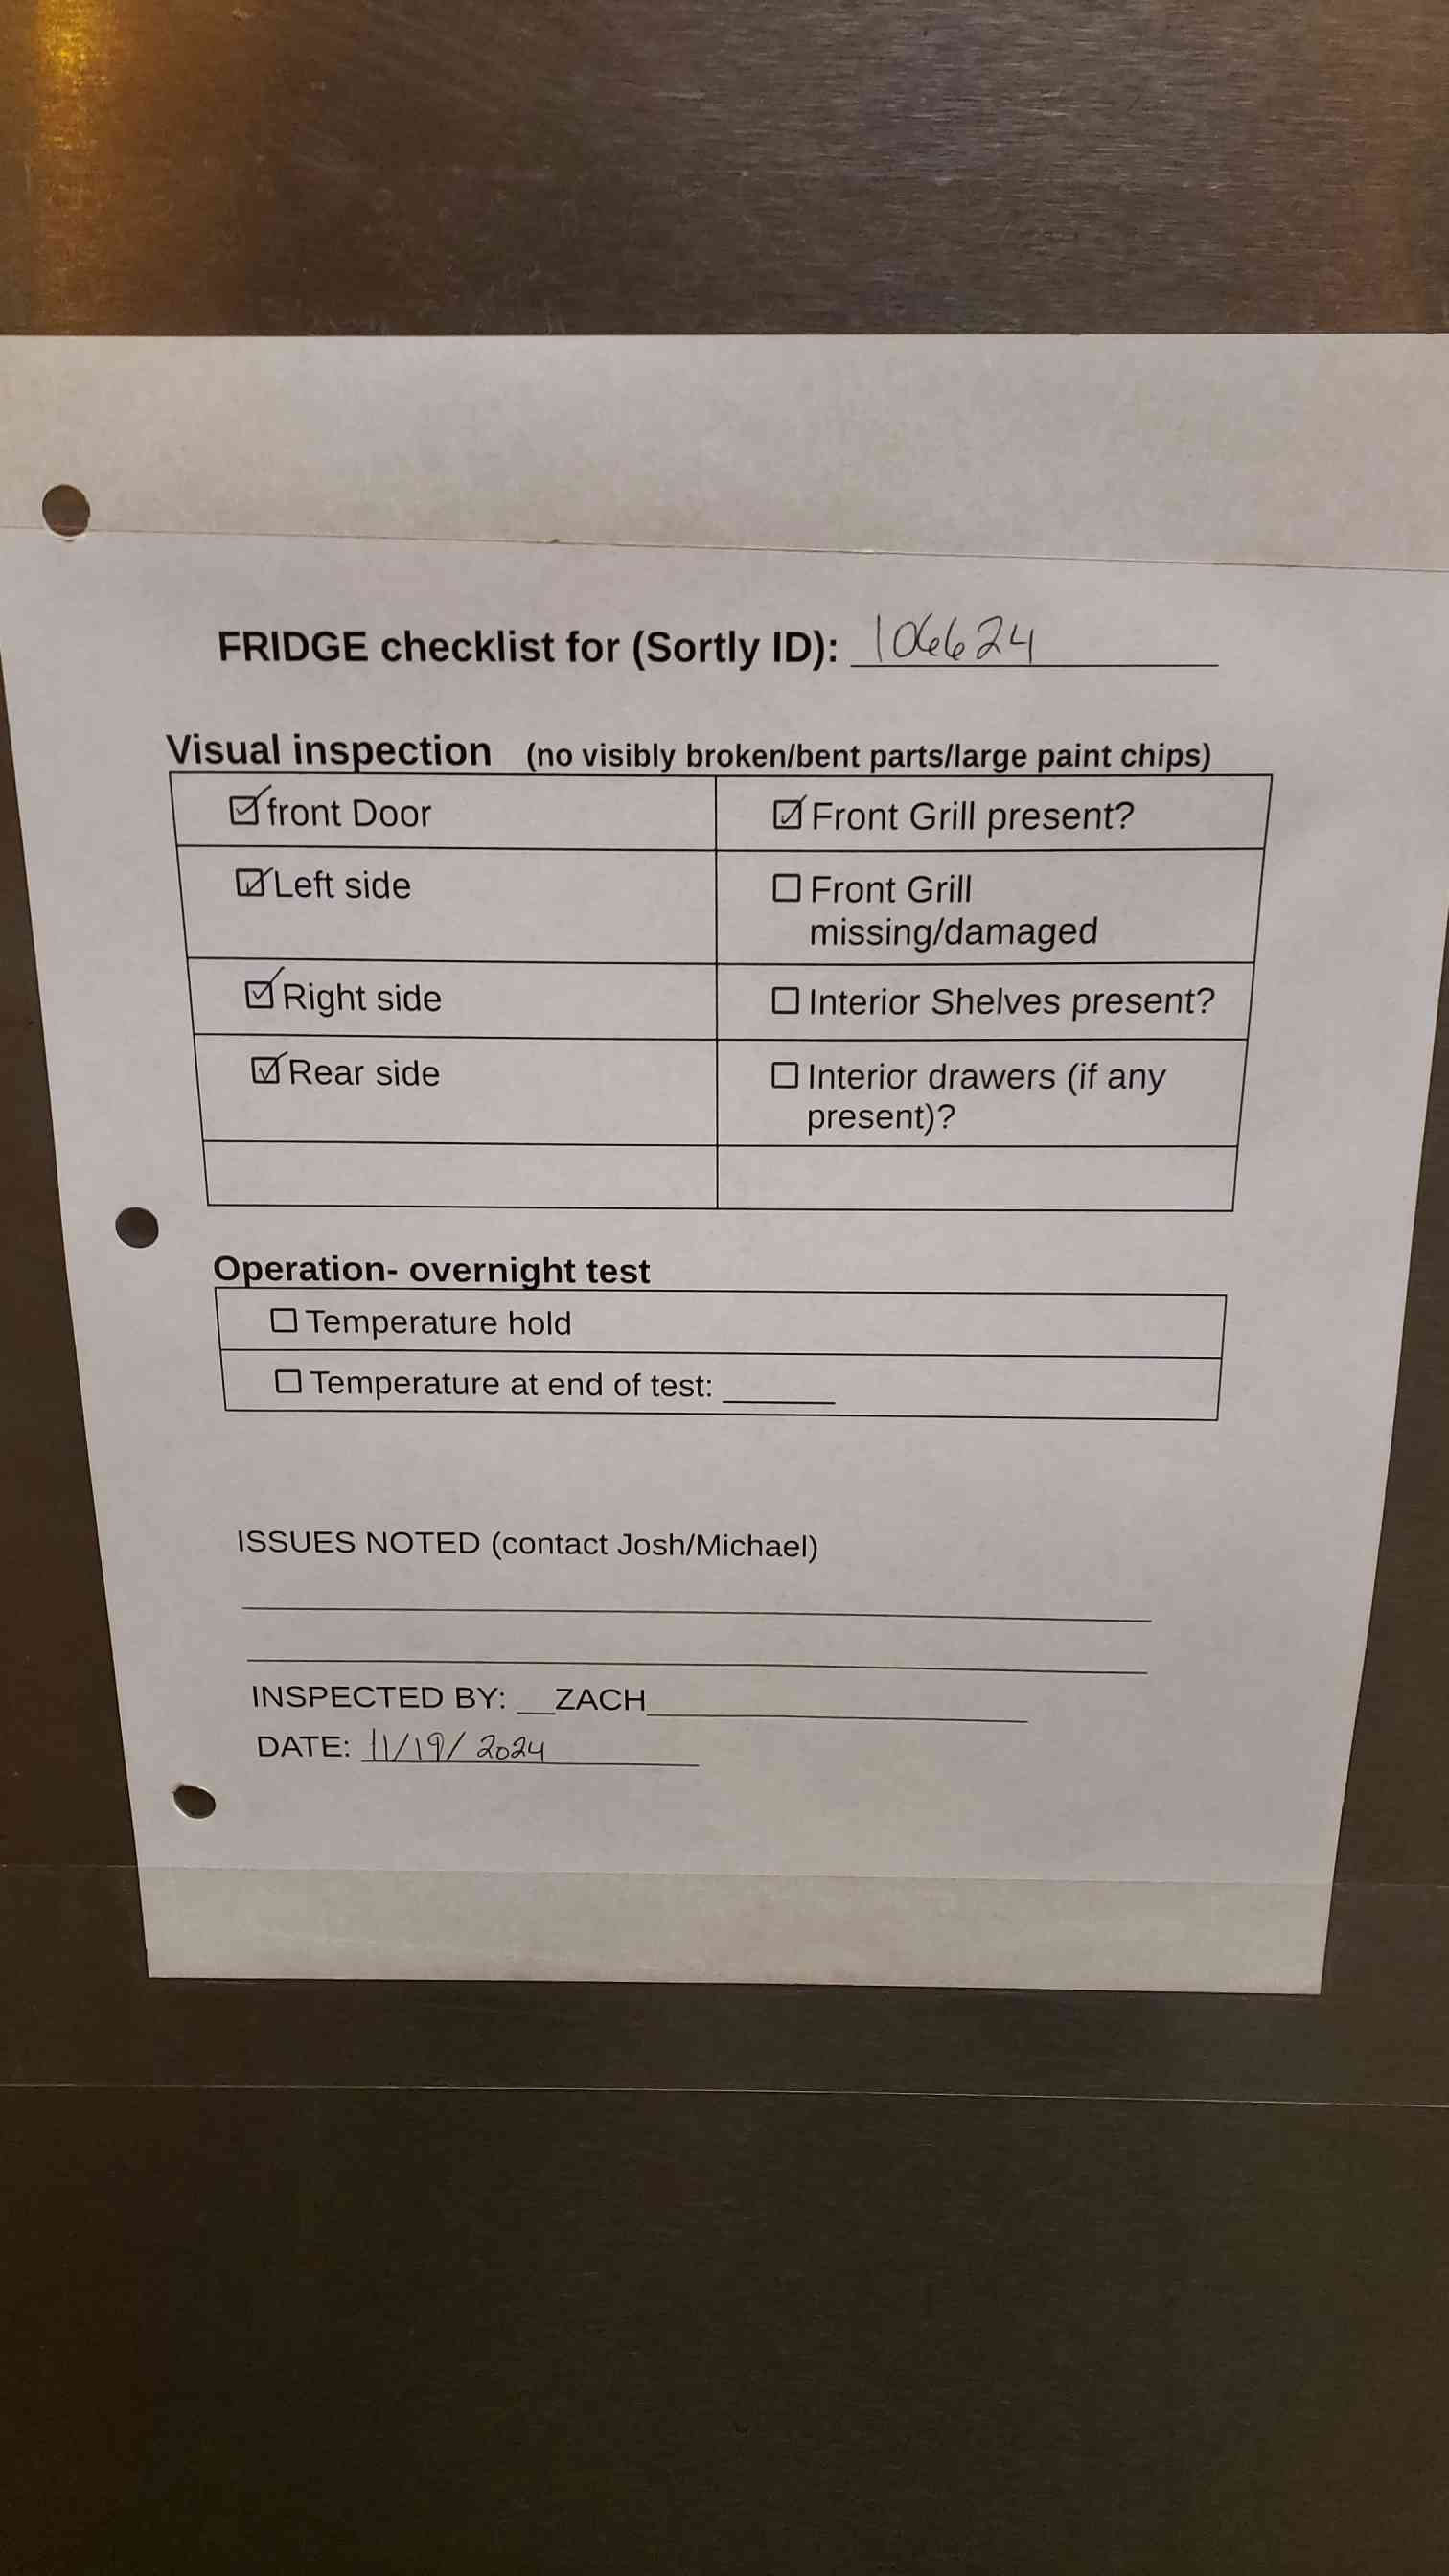 FRIDGE checklist for (Sortly ID): 106624
Visual inspection (no visibly broken/bent parts/large paint chips)
☑ front Door
☑ Front Grill present?
☑ Left side
☐ Front Grill
missing/damaged
☑ Right side
☐ Interior Shelves present?
☑ Rear side
☐ Interior drawers (if any
present)?
Operation- overnight test
☐ Temperature hold
☐ Temperature at end of test: ______
ISSUES NOTED (contact Josh/Michael)
INSPECTED BY: __ZACH____________________
DATE: 11/19/2024